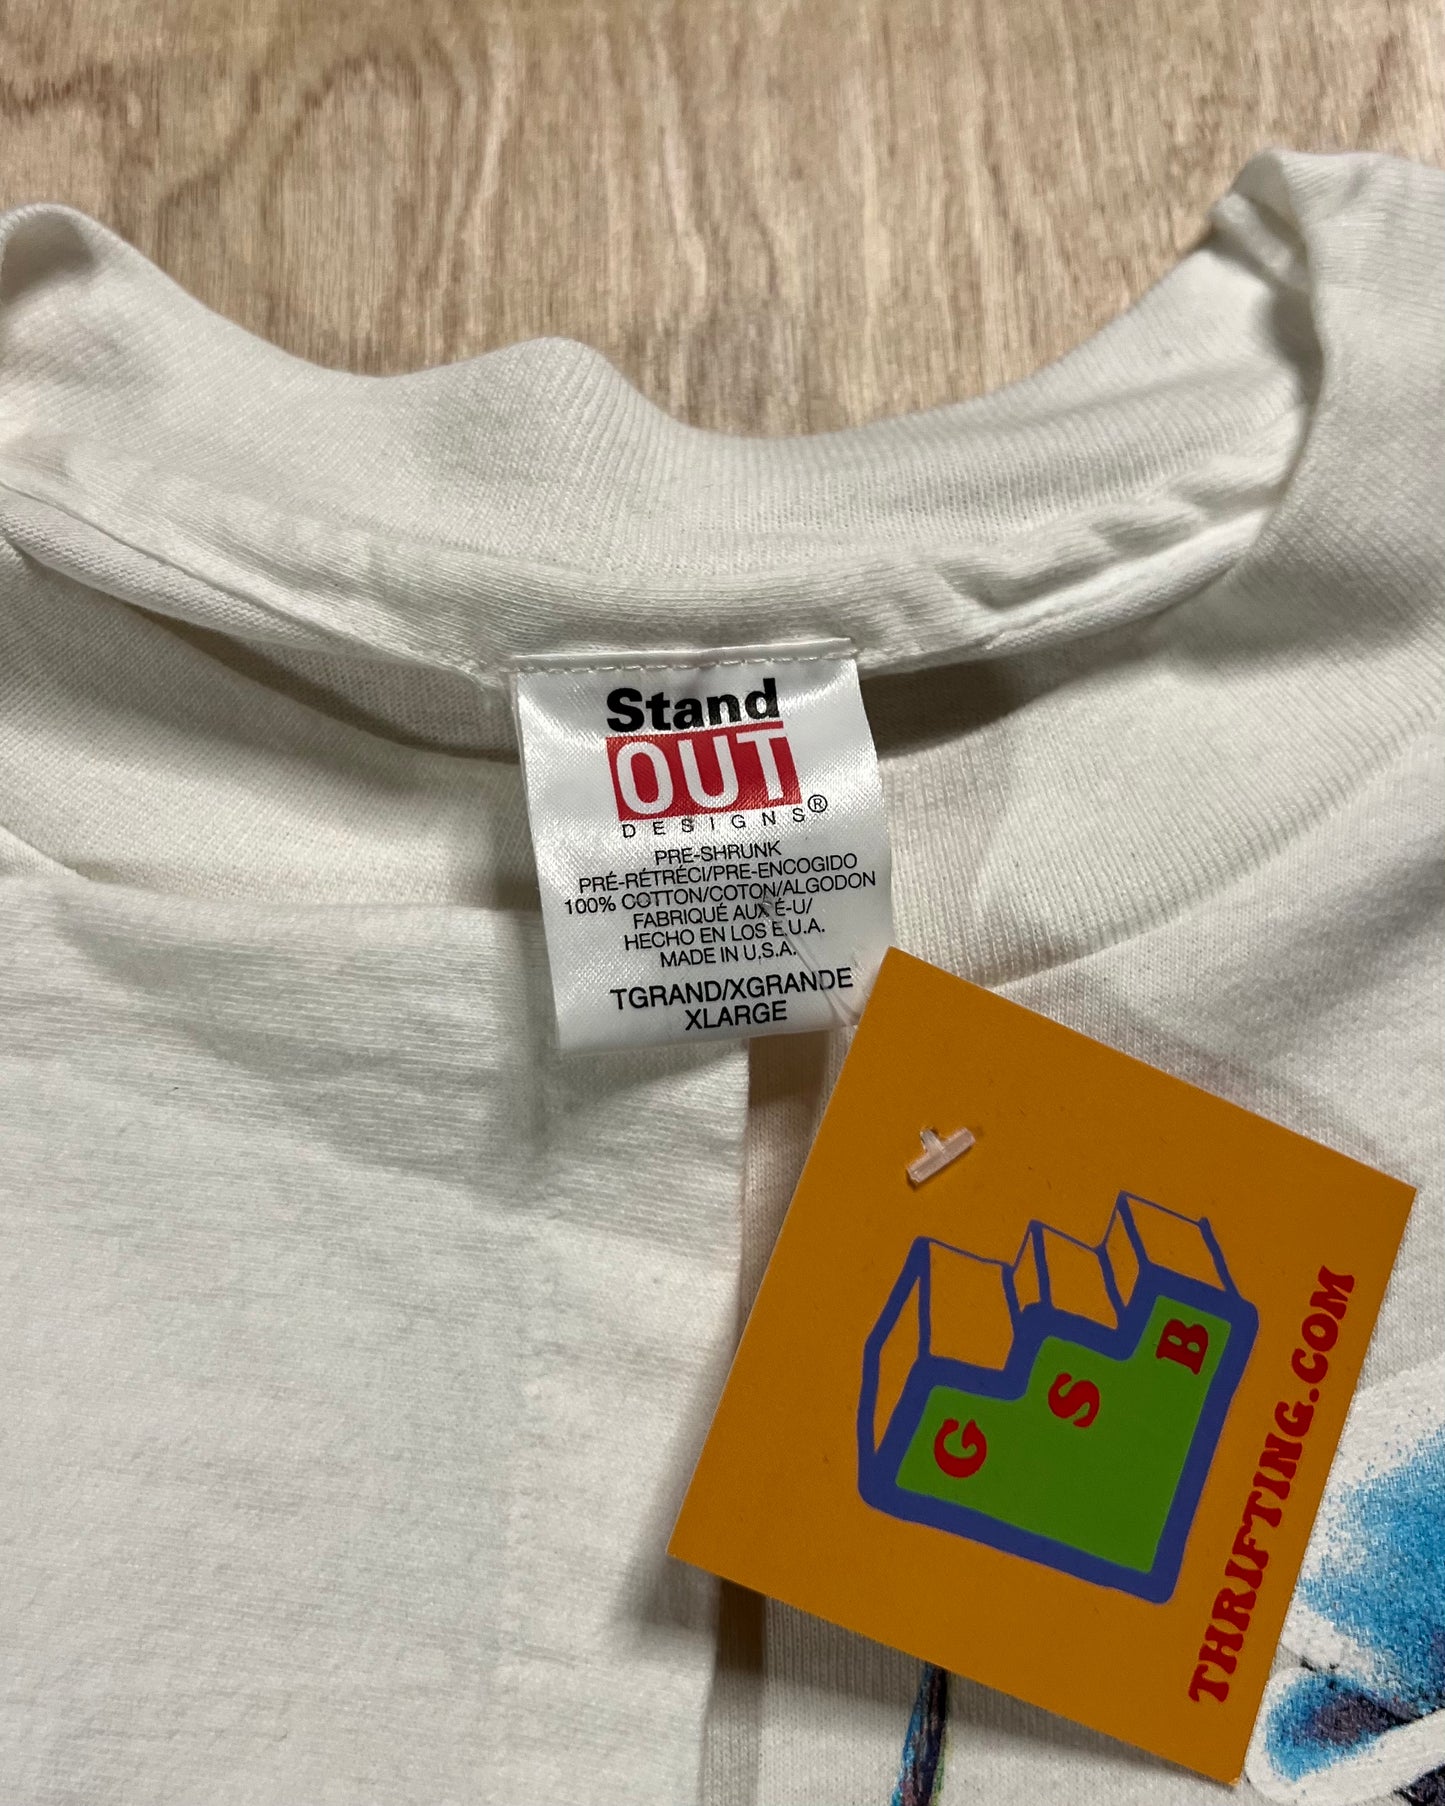 Stand
OUT
DESIGNS®
PRE-SHRUNK
PRÉ-RÉTRÉCI/PRE-ENCOGIDO
100% COTTON/COTON/ALGODON
FABRIQUÉ AUX É-U/
HECHO EN LOS E.U.A.
MADE IN U.S.A.
TGRAND/XGRANDE
XLARGE
GSB
THRIFTING.COM